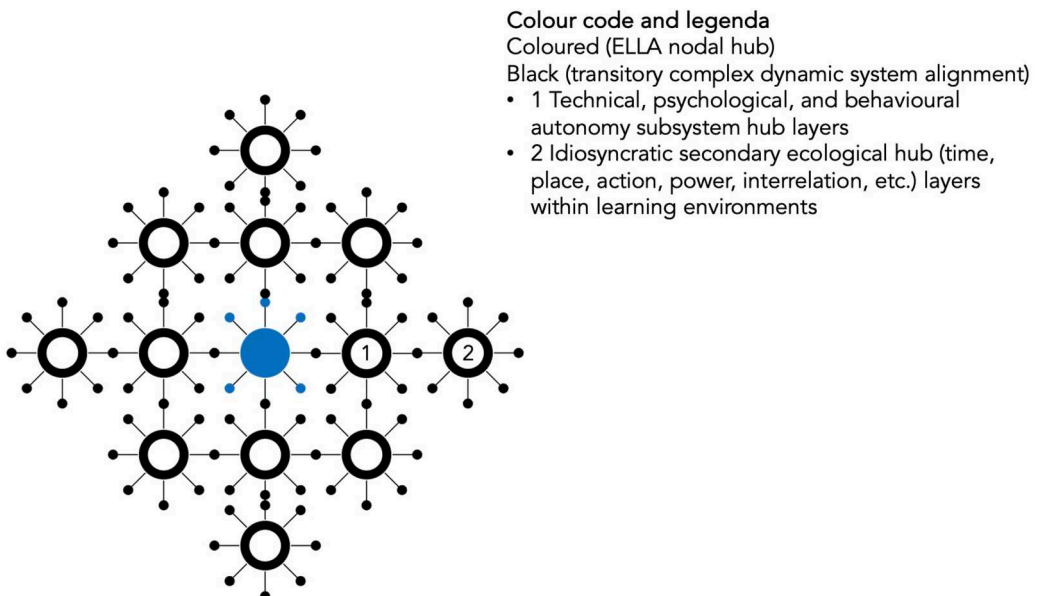 Colour code and legenda
Coloured (ELLA nodal hub)
Black (transitory complex dynamic system alignment)
• 1 Technical, psychological, and behavioural
autonomy subsystem hub layers
• 2 Idiosyncratic secondary ecological hub (time,
place, action, power, interrelation, etc.) layers
within learning environments
1 2